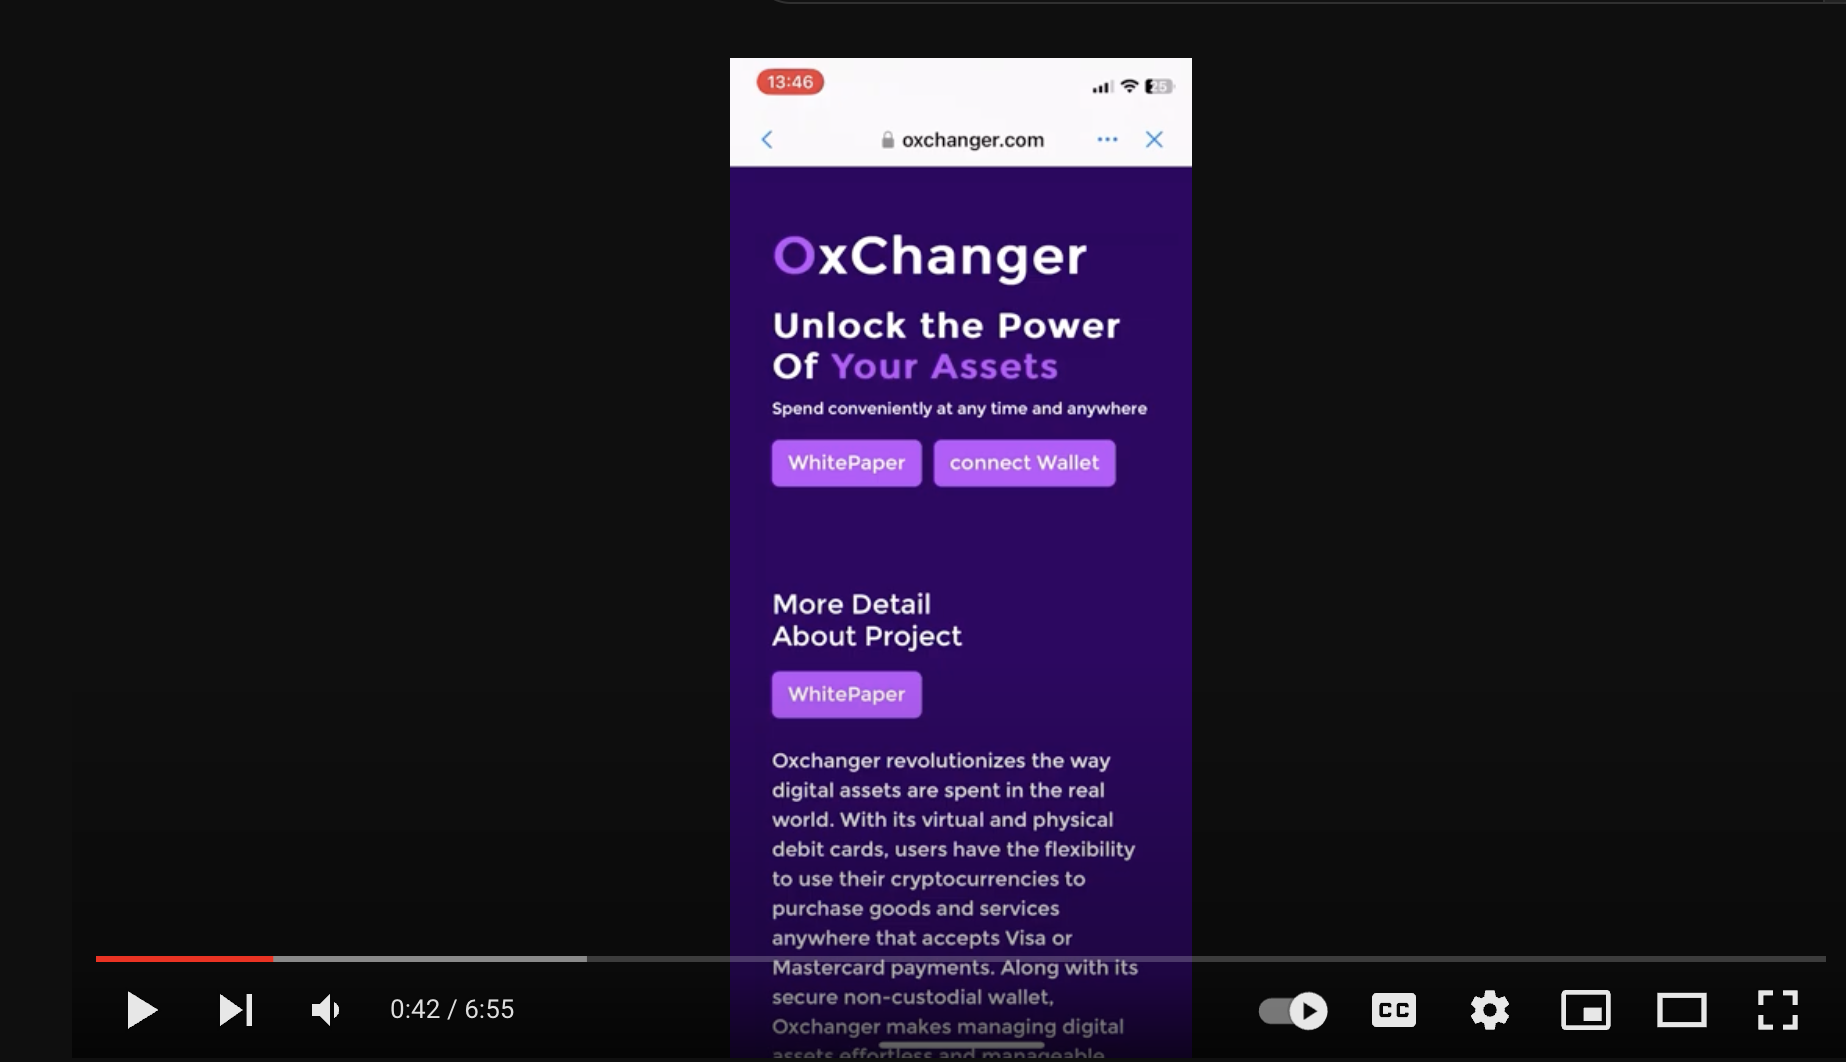 13:46
25
oxchanger.com
OxChanger
Unlock the Power
Of Your Assets
Spend conveniently at any time and anywhere
WhitePaper
connect Wallet
More Detail
About Project
WhitePaper
Oxchanger revolutionizes the way
digital assets are spent in the real
world. With its virtual and physical
debit cards, users have the flexibility
to use their cryptocurrencies to
purchase goods and services
anywhere that accepts Visa or
Mastercard payments. Along with its
secure non-custodial wallet,
Oxchanger makes managing digital
assets effortless and manageable
0:42 / 6:55
CC